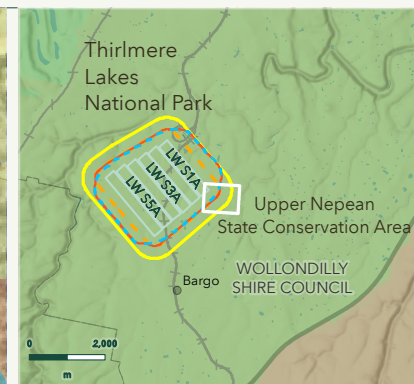 Thirlmere
Lakes
National Park
LW S1A
LW S3A
LW S5A
Upper Nepean
State Conservation Area
WOLLONDILLY
SHIRE COUNCIL
Bargo
0 2,000
m